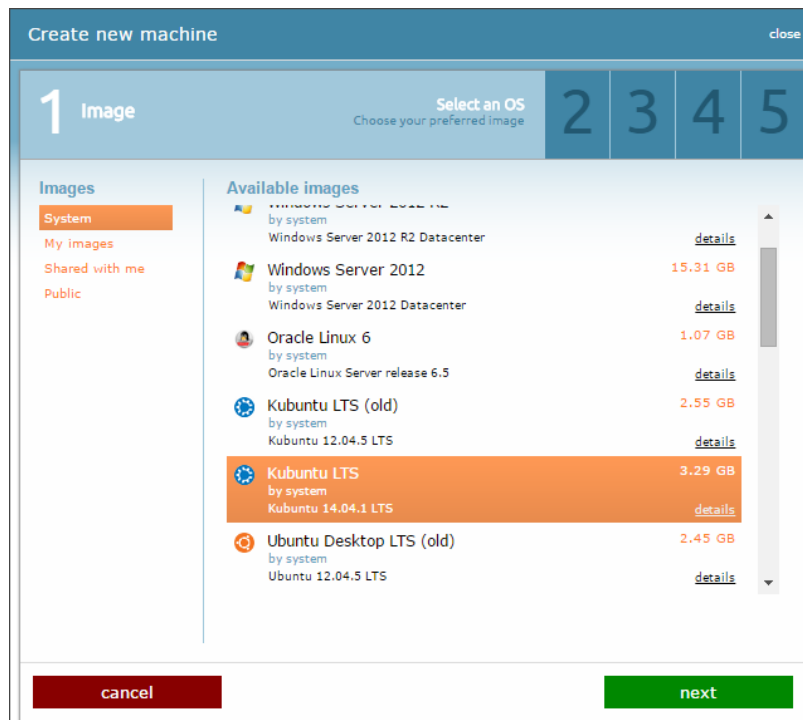 Create new machine
close
1 Image
Select an OS
Choose your preferred image
2 3 4 5
Images
System
My images
Shared with me
Public
Available images
Windows Server 2012 R2
by system
Windows Server 2012 R2 Datacenter
details
Windows Server 2012
15.31 GB
by system
Windows Server 2012 Datacenter
details
Oracle Linux 6
1.07 GB
by system
Oracle Linux Server release 6.5
details
Kubuntu LTS (old)
2.55 GB
by system
Kubuntu 12.04.5 LTS
details
Kubuntu LTS
3.29 GB
by system
Kubuntu 14.04.1 LTS
details
Ubuntu Desktop LTS (old)
2.45 GB
by system
Ubuntu 12.04.5 LTS
details
cancel
next